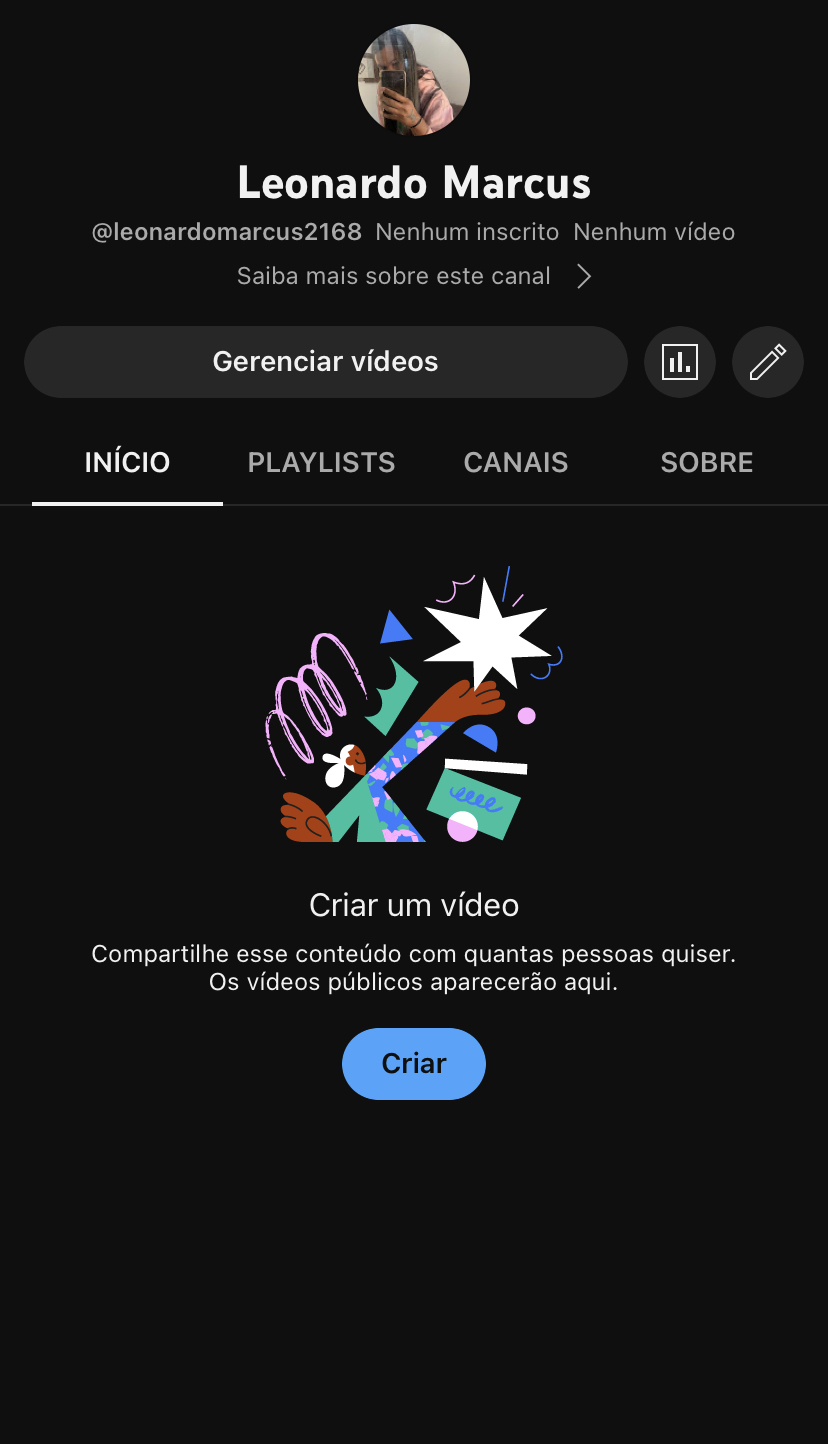 Leonardo Marcus
@leonardomarcus2168 Nenhum inscrito Nenhum vídeo
Saiba mais sobre este canal
Gerenciar vídeos
INÍCIO PLAYLISTS CANAIS SOBRE
Criar um vídeo
Compartilhe esse conteúdo com quantas pessoas quiser.
Os vídeos públicos aparecerão aqui.
Criar